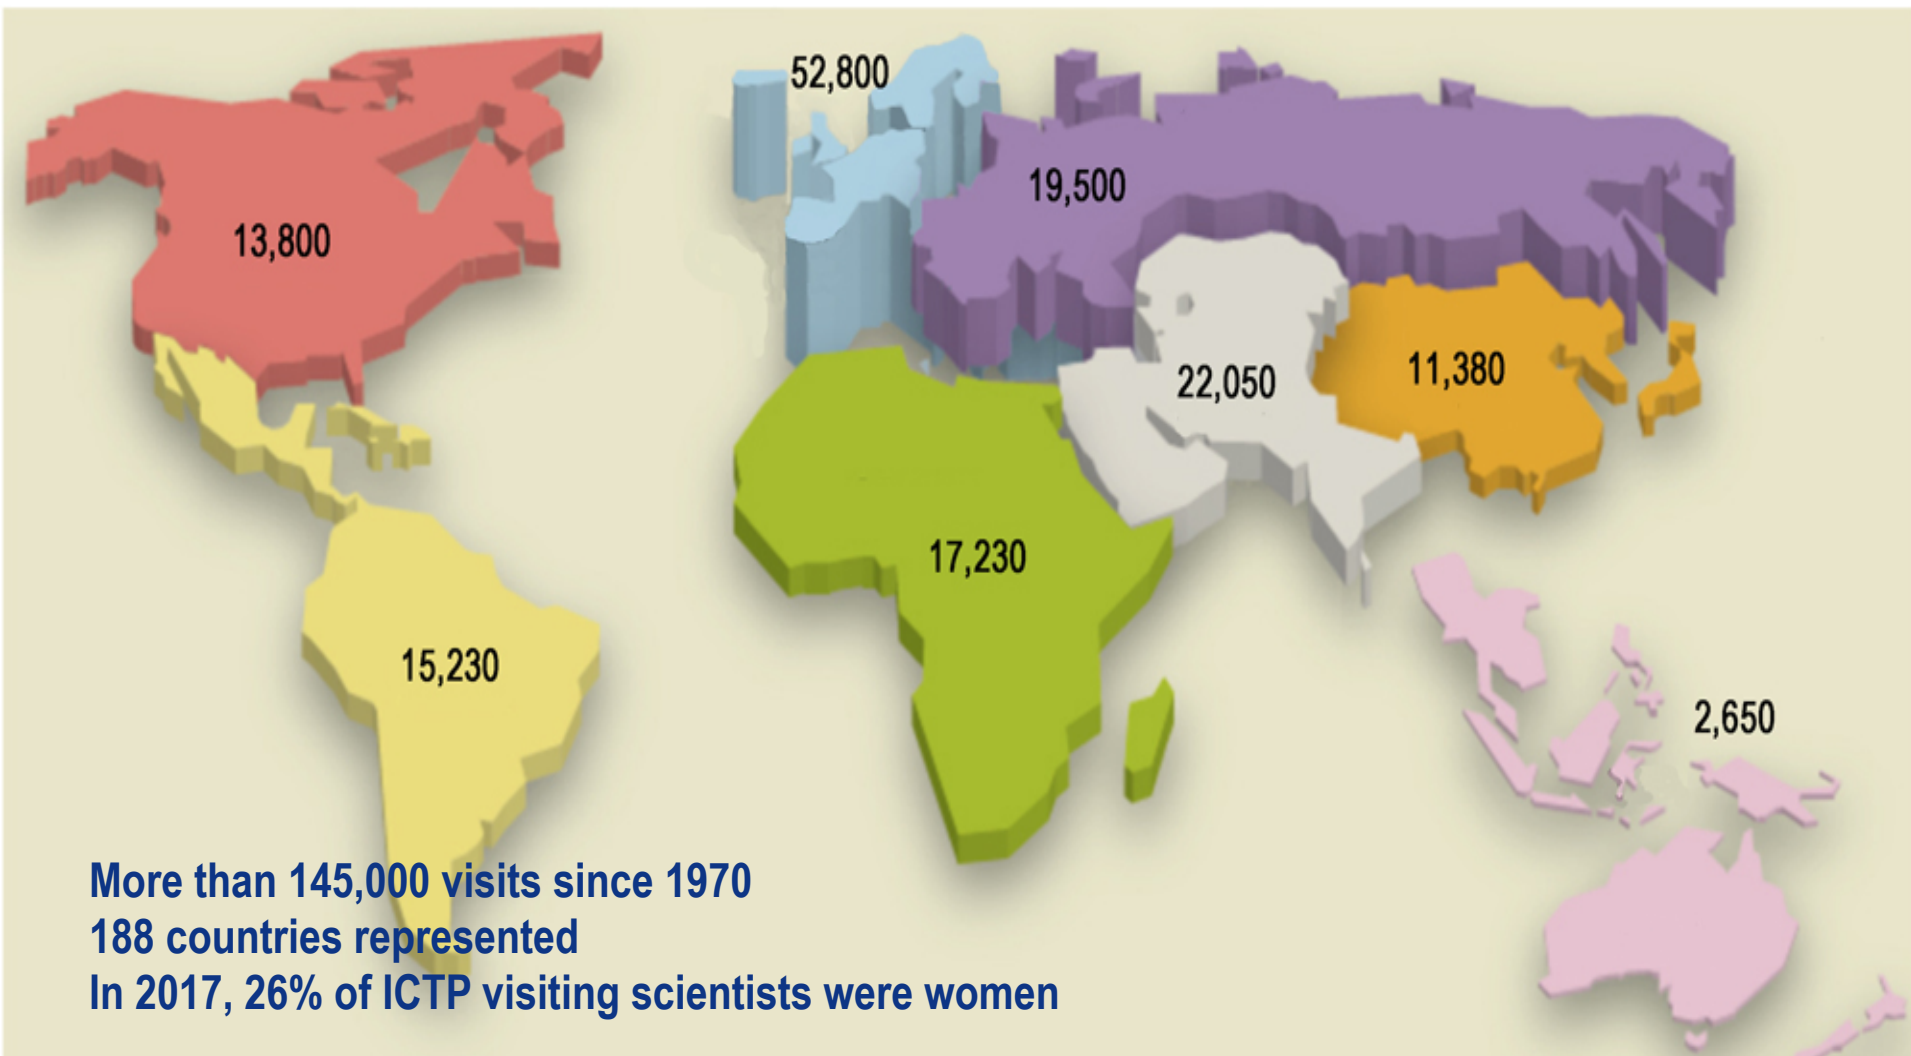 52,800
19,500
13,800
22,050
11,380
17,230
15,230
2,650
More than 145,000 visits since 1970
188 countries represented
In 2017, 26% of ICTP visiting scientists were women